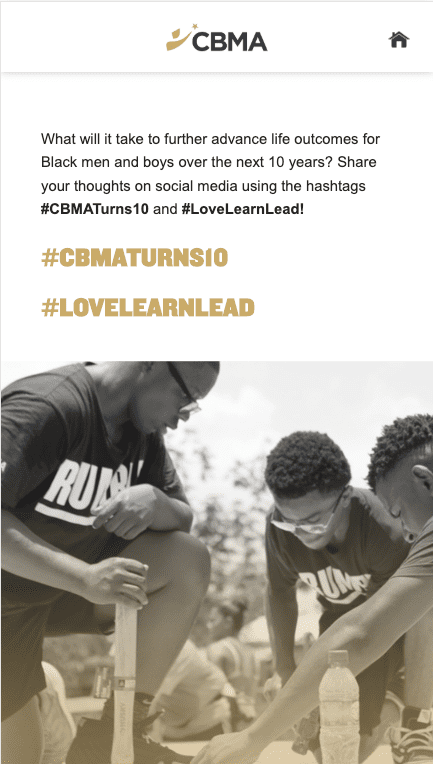 CBMA
What will it take to further advance life outcomes for
Black men and boys over the next 10 years? Share
your thoughts on social media using the hashtags
#CBMATurns10 and #LoveLearnLead!
#CBMATURNS10
#LOVELEARNLEAD